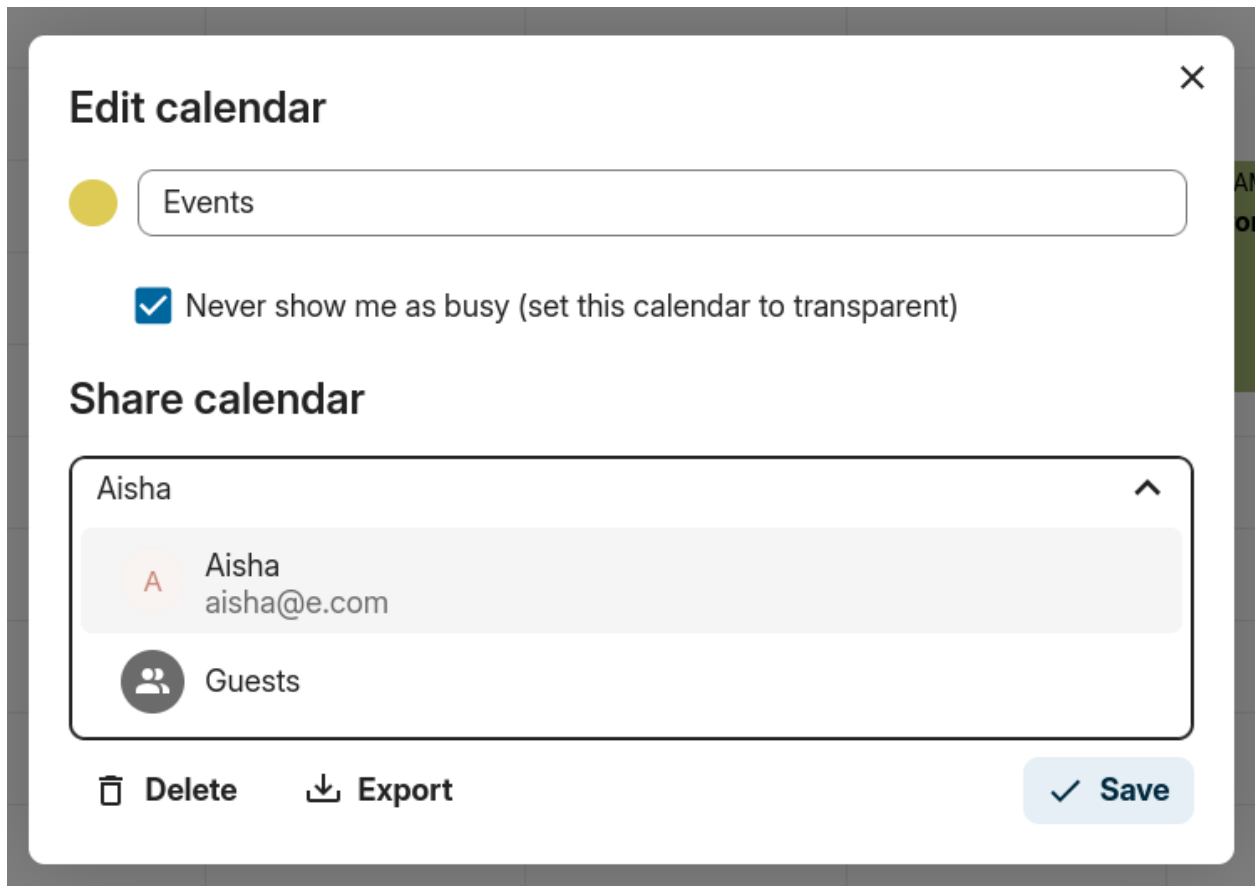 Edit calendar
Events
Never show me as busy (set this calendar to transparent)
Share calendar
Aisha
A
Aisha
aisha@e.com
Guests
Delete
Export
Save